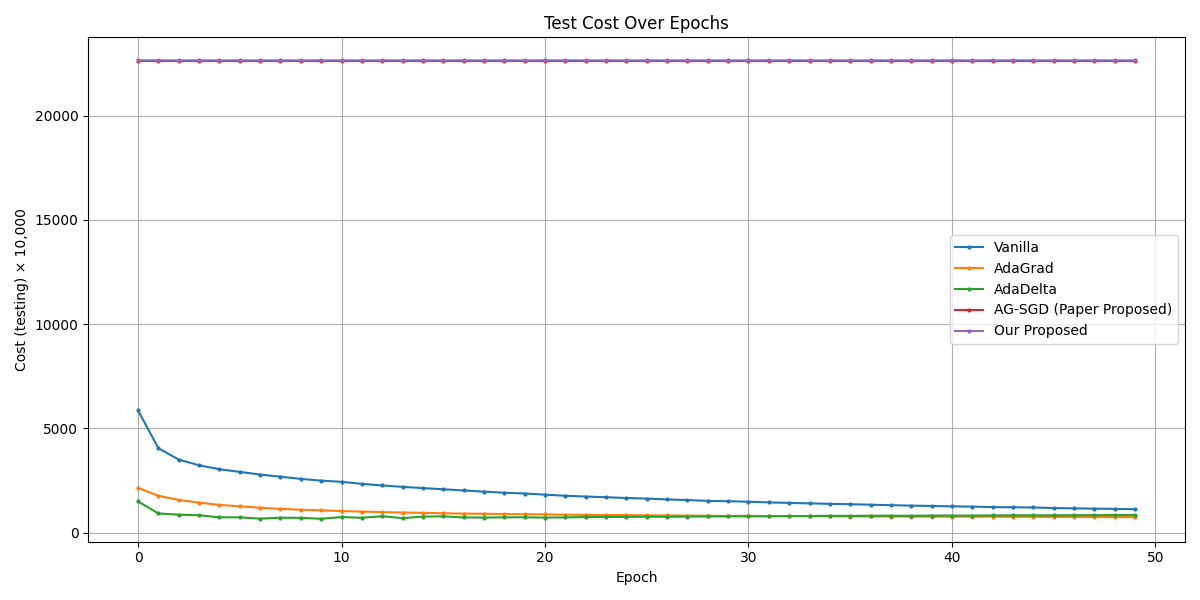 Test Cost Over Epochs
Cost (testing) × 10,000
20000
15000
10000
5000
0
0 10 20 30 40 50
Epoch
Vanilla
AdaGrad
AdaDelta
AG-SGD (Paper Proposed)
Our Proposed